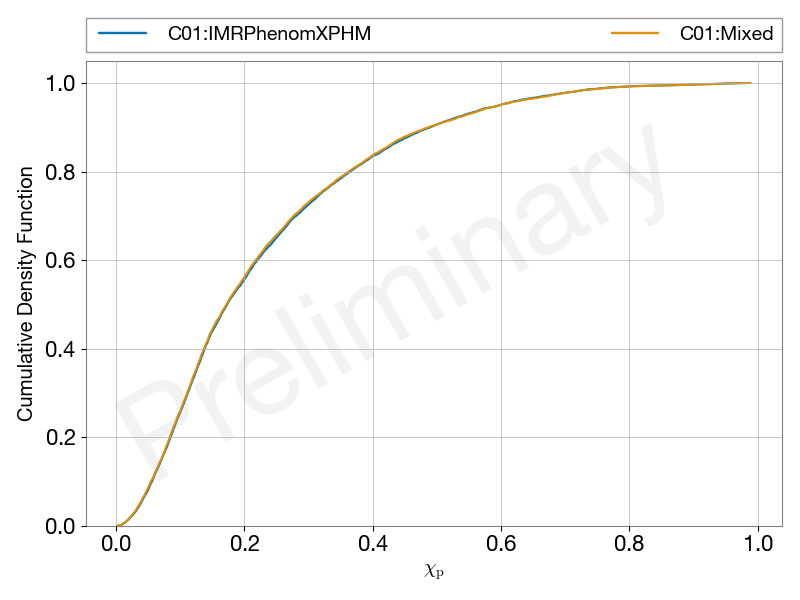 C01:IMRPhenomXPHM C01:Mixed
1.0
0.8
0.6
0.4
0.2
0.0
Cumulative Density Function
Preliminary
0.0 0.2 0.4 0.6 0.8 1.0
χp